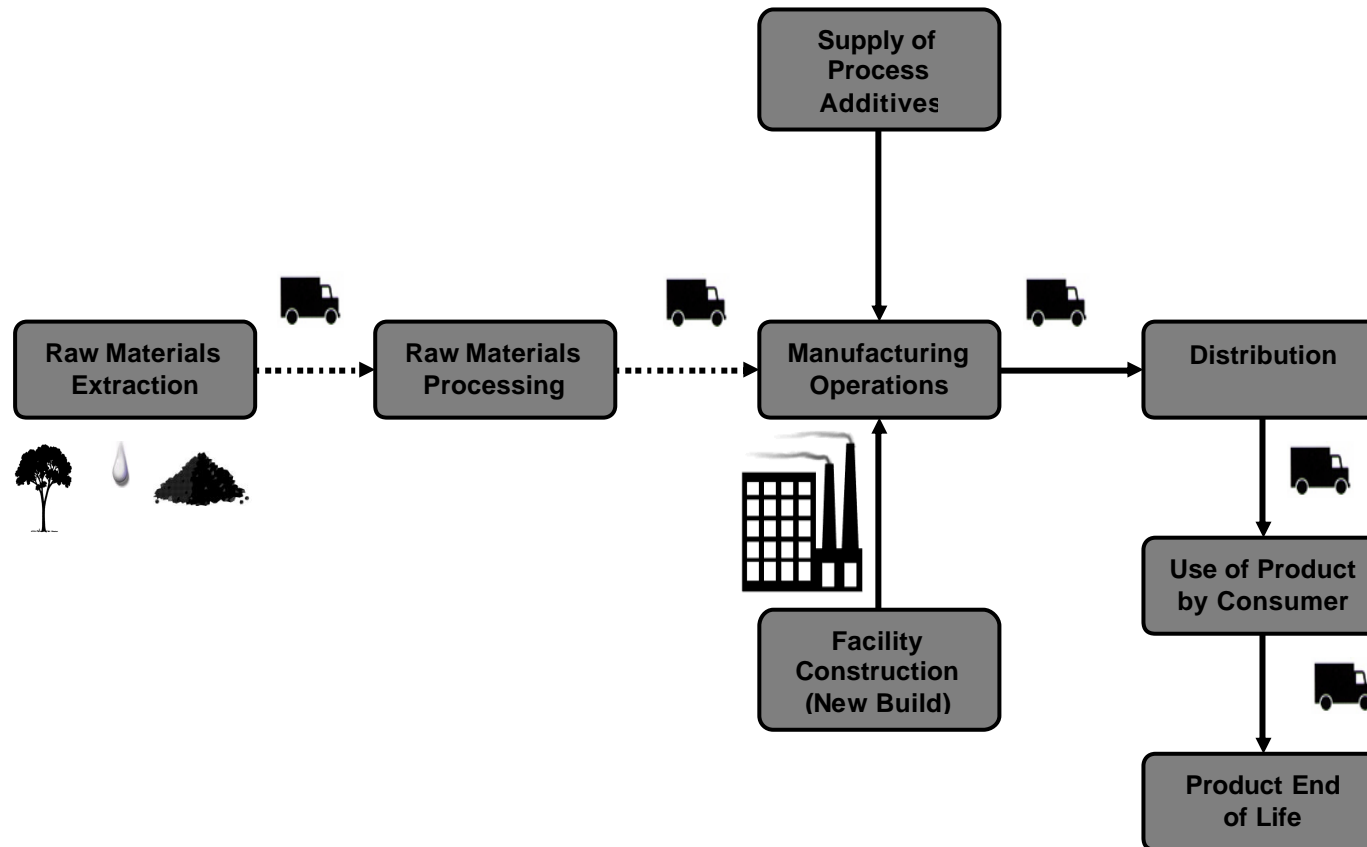 Supply of
Process
Additives
Raw Materials
Extraction
Raw Materials
Processing
Manufacturing
Operations
Distribution
Use of Product
by Consumer
Facility
Construction
(New Build)
Product End
of Life